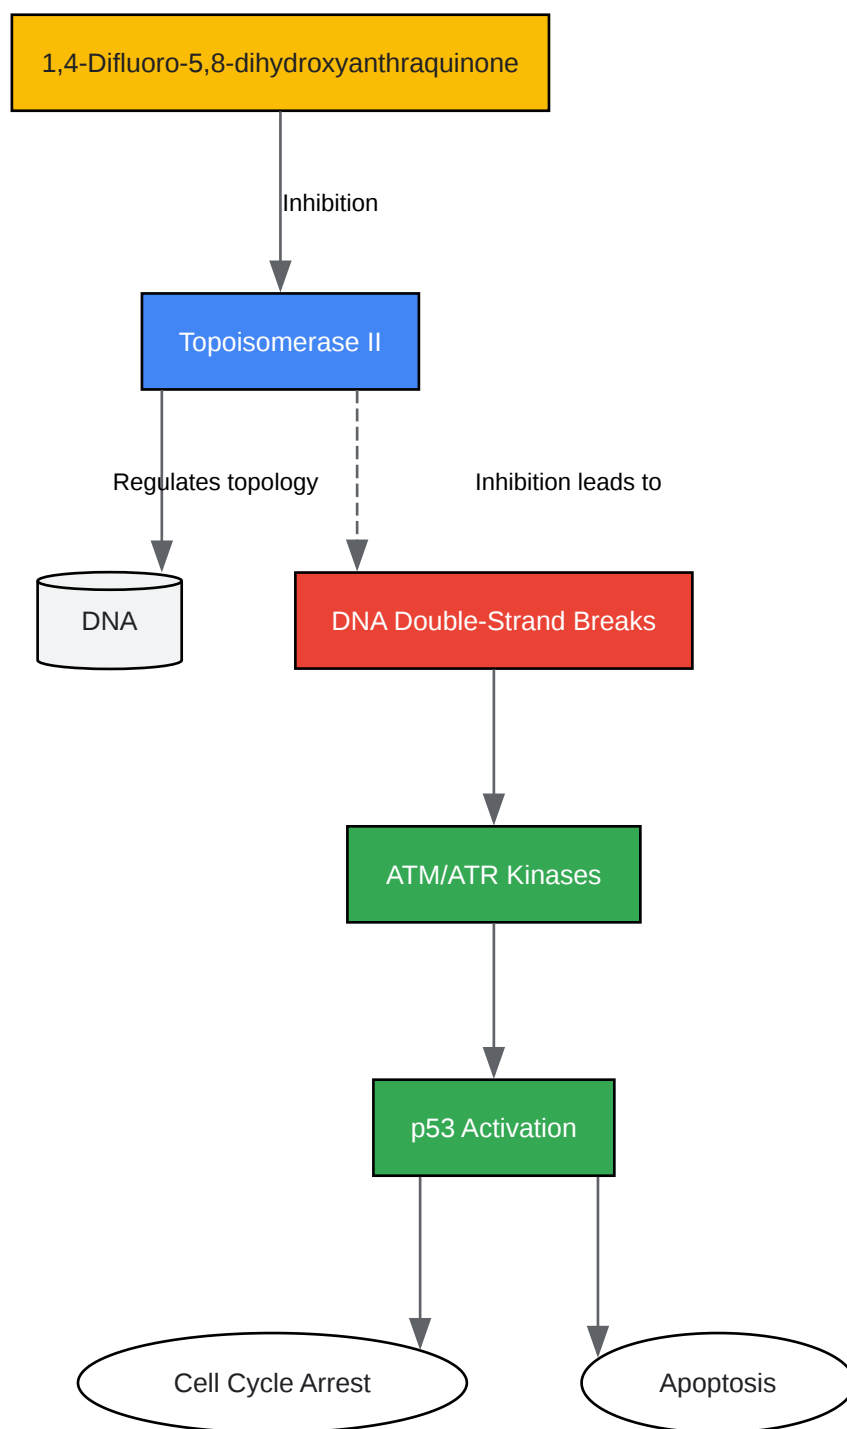 1,4-Difluoro-5,8-dihydroxyanthraquinone
Inhibition
Topoisomerase II
Regulates topology
Inhibition leads to
DNA
DNA Double-Strand Breaks
ATM/ATR Kinases
p53 Activation
Cell Cycle Arrest
Apoptosis